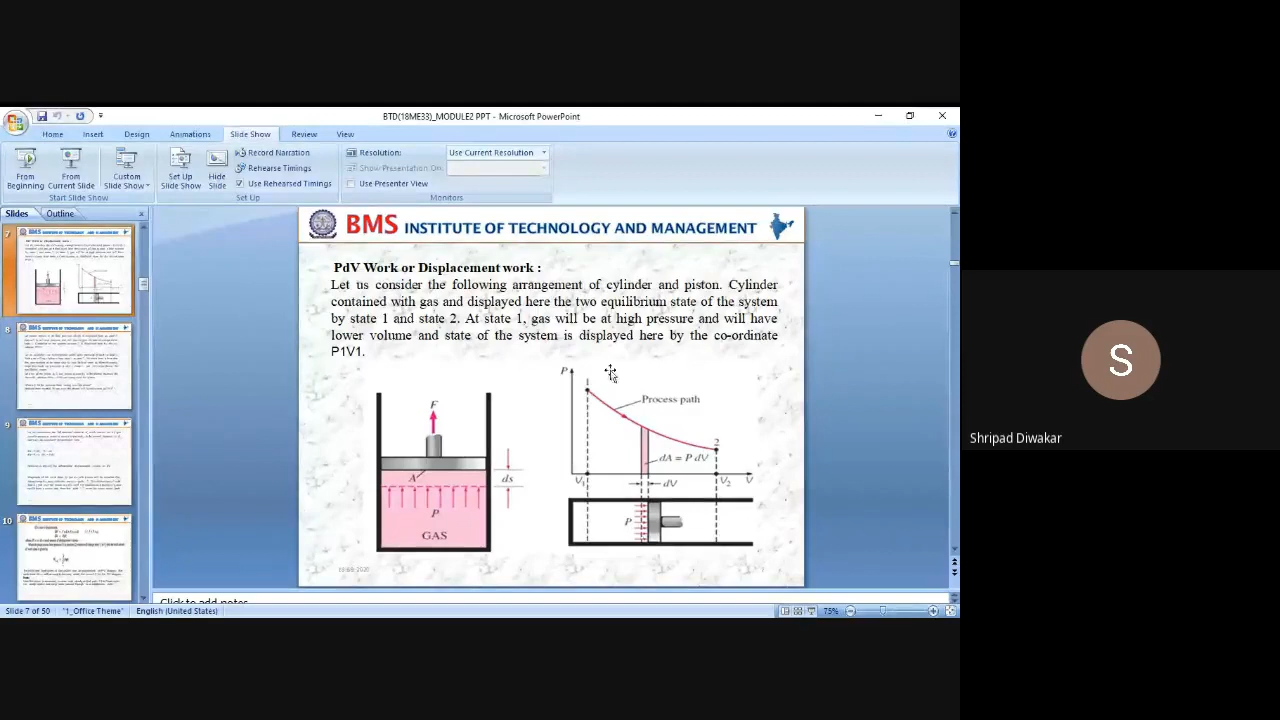 BTD(18ME33)_MODULE2 PPT - Microsoft PowerPoint
Home Insert Design Animations Slide Show Review View
From Beginning
From Current Slide
Custom Slide Show
Start Slide Show
Set Up Slide Show
Hide Slide
Record Narration
Rehearse Timings
Use Rehearsed Timings
Set Up
Resolution: Use Current Resolution
Show Presentation On:
Use Presenter View
Monitors
Slides Outline
7
8
9
10
BMS INSTITUTE OF TECHNOLOGY AND MANAGEMENT
PdV Work or Displacement work :
Let us consider the following arrangement of cylinder and piston. Cylinder
contained with gas and displayed here the two equilibrium state of the system
by state 1 and state 2. At state 1, gas will be at high pressure and will have
lower volume and state the system is displayed here by the co-ordinate
P1V1.
F
A
ds
P
GAS
P
Process path
2
dA = P dV
V1
dV
V2
V
P
Click to add notes
Slide 7 of 50
"1_Office Theme"
English (United States)
75%
S
Shripad Diwakar